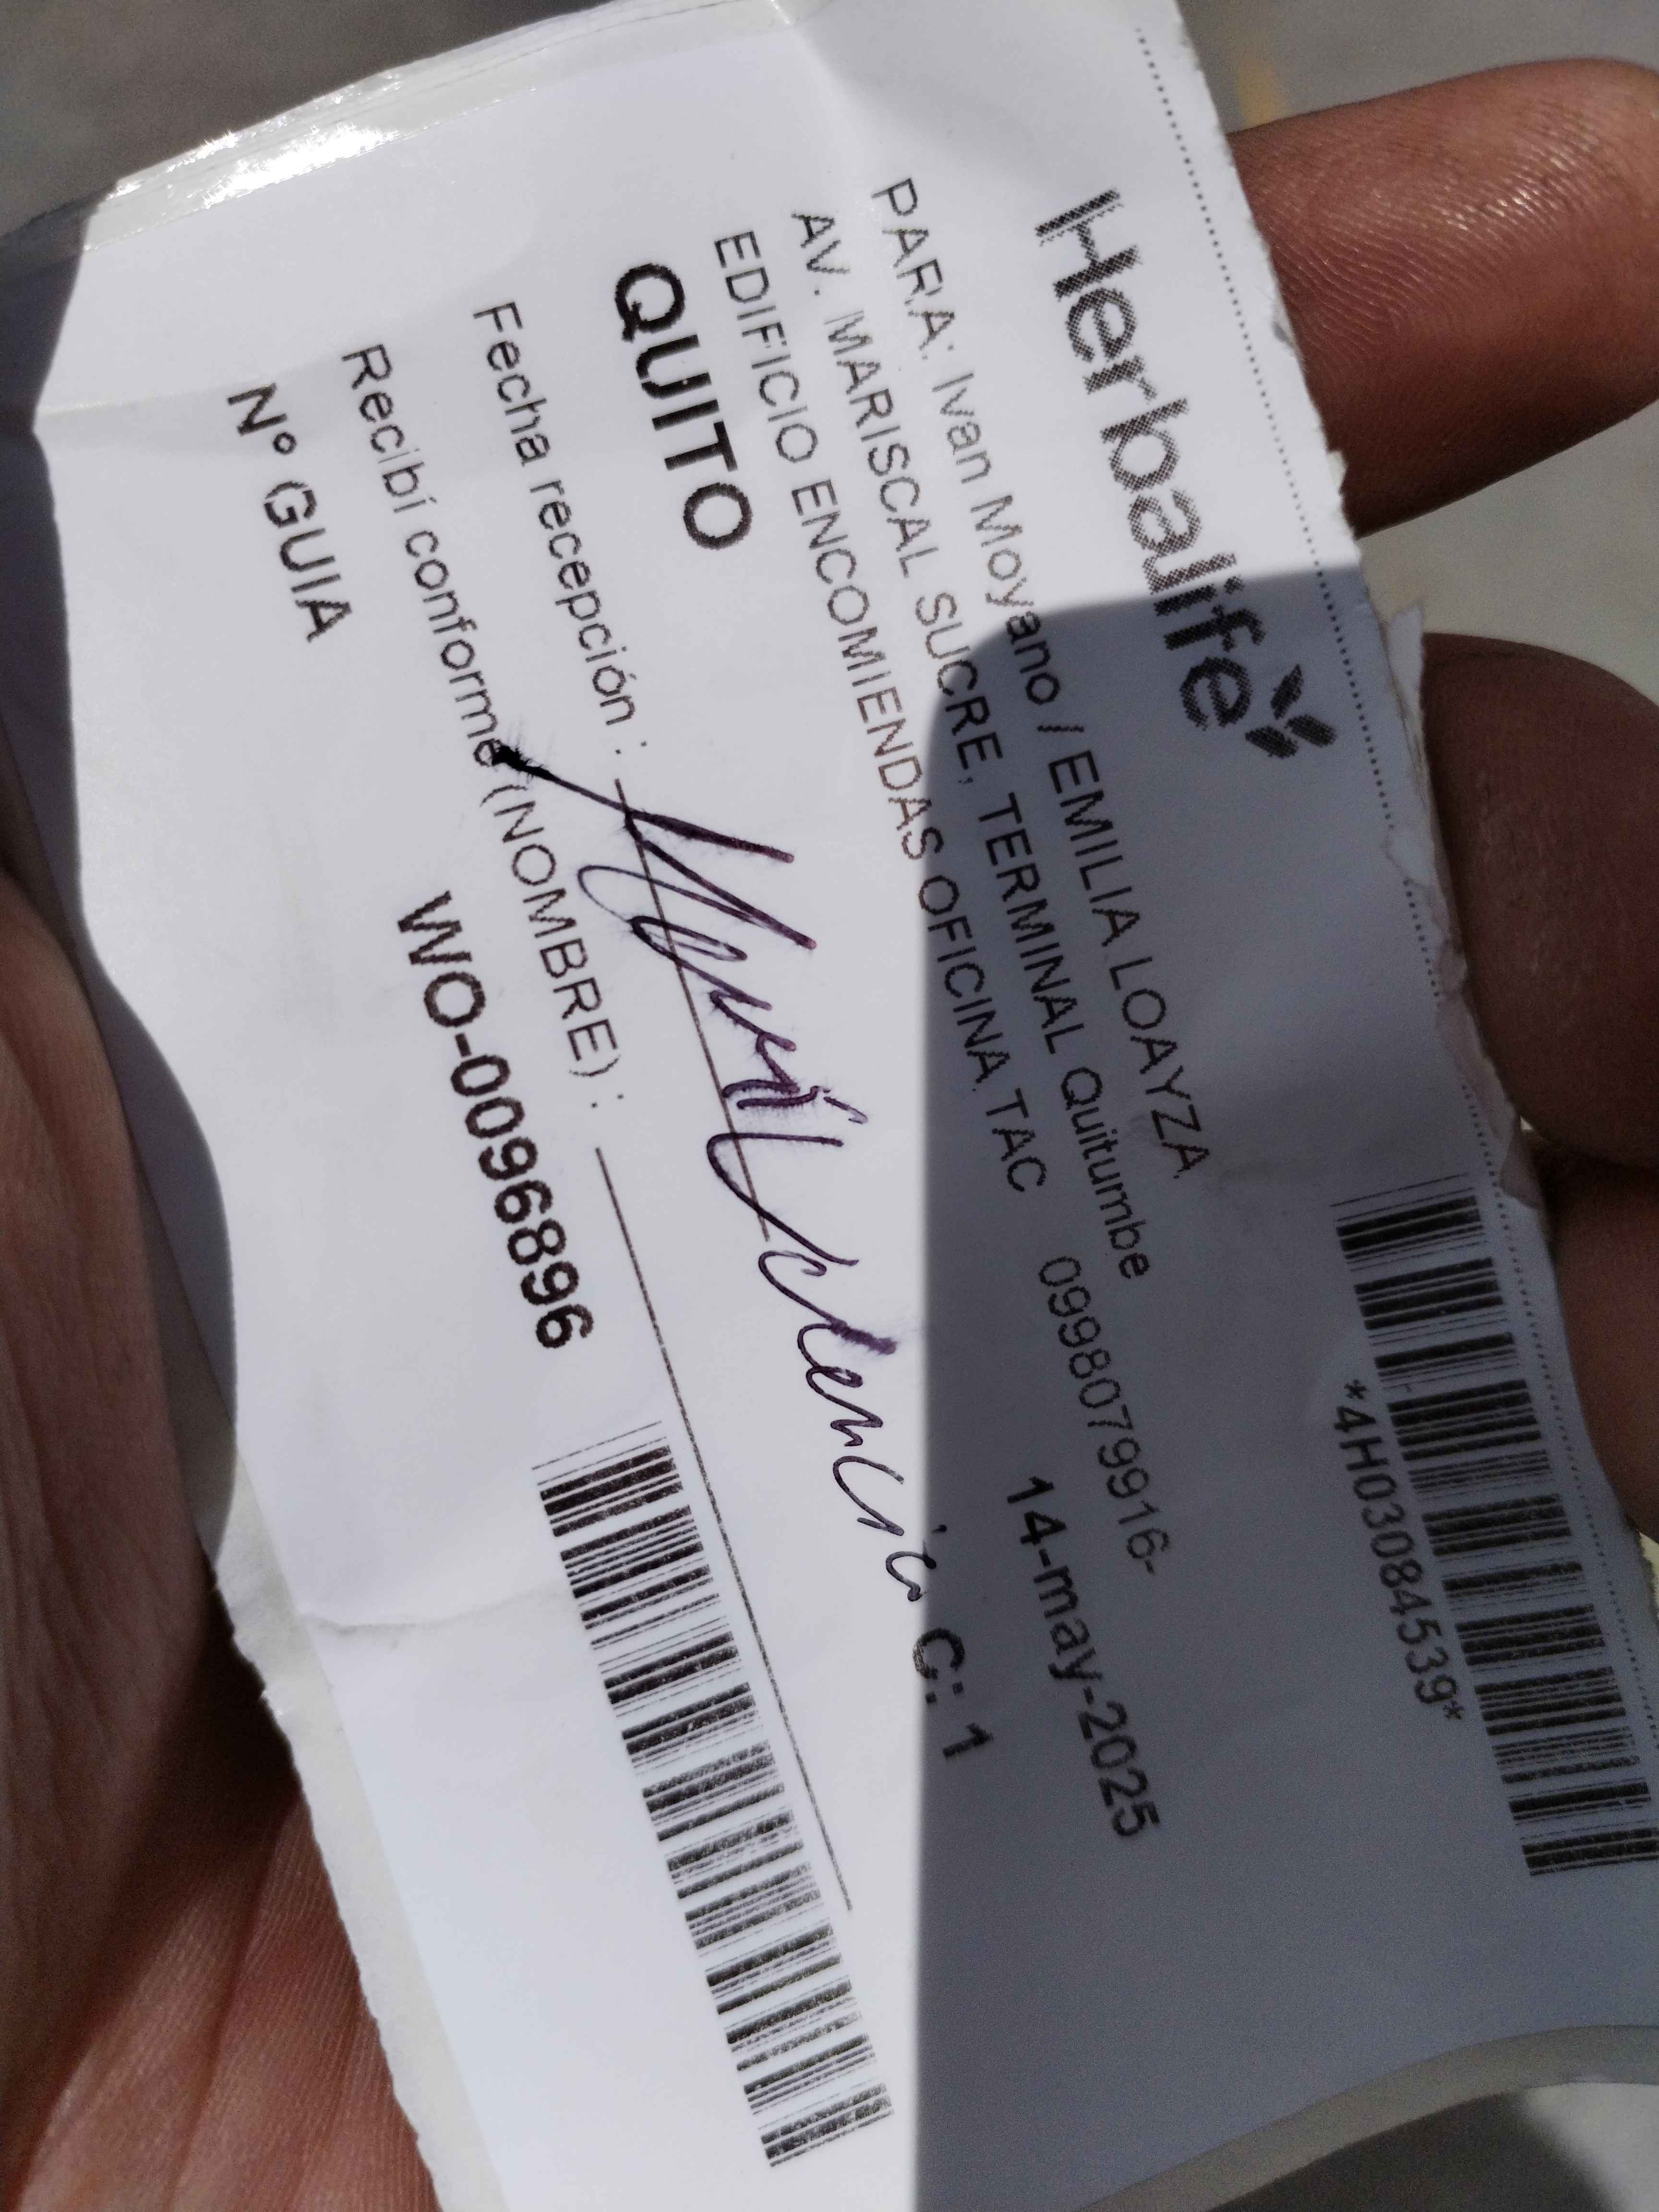 Herbalife
*4H03084539*
PARA: Ivan Moyano / EMILIA LOAYZA
AV. MARISCAL SUCRE, TERMINAL Quitumbe
EDIFICIO ENCOMIENDAS OFICINA TAC 0998079916-
QUITO 14-may-2025
C: 1
Fecha recepción :
Recibí conforme (NOMBRE) :
N° GUIA WO-0096896